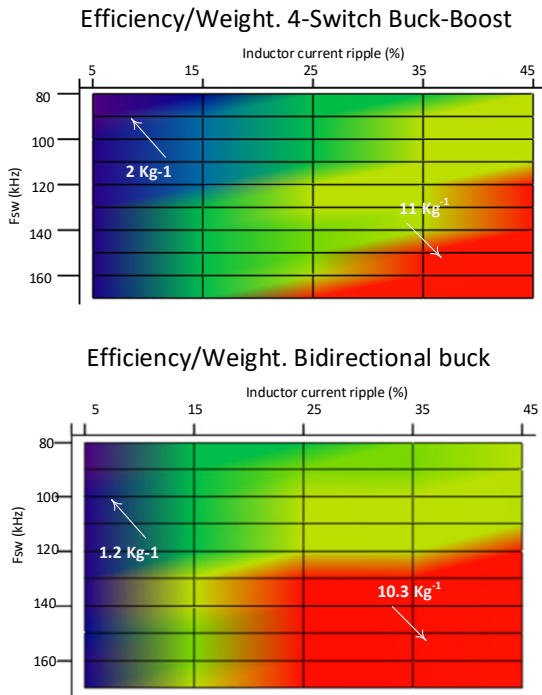 Efficiency/Weight. 4-Switch Buck-Boost
Inductor current ripple (%)
5 15 25 35 45
80
100
120
140
160
Fsw (kHz)
2 Kg-1
11 Kg⁻¹
Efficiency/Weight. Bidirectional buck
Inductor current ripple (%)
5 15 25 35 45
80
100
120
140
160
Fsw (kHz)
1.2 Kg-1
10.3 Kg⁻¹